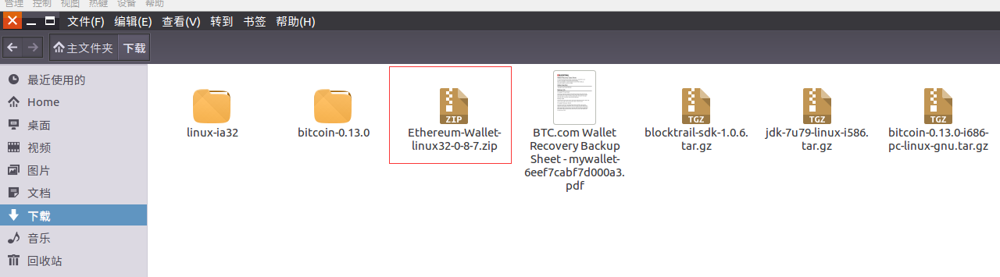 管理 控制 视图 热键 设备 帮助
文件(F) 编辑(E) 查看(V) 转到 书签 帮助(H)
主文件夹 下载
最近使用的
Home
桌面
视频
图片
文档
下载
音乐
回收站
linux-ia32
bitcoin-0.13.0
ZIP
Ethereum-Wallet-
linux32-0-8-7.zip
BTC.com Wallet
Recovery Backup
Sheet - mywallet-
6eef7cabf7d000a3.
pdf
TGZ
blocktrail-sdk-1.0.6.
tar.gz
TGZ
jdk-7u79-linux-i586.
tar.gz
TGZ
bitcoin-0.13.0-i686-
pc-linux-gnu.tar.gz